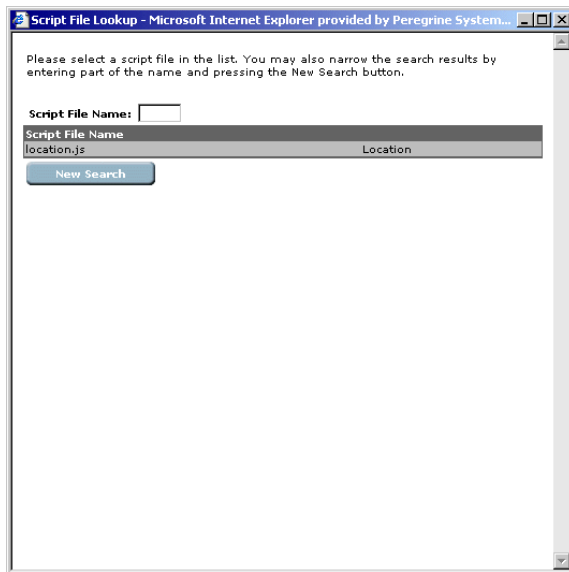 Script File Lookup - Microsoft Internet Explorer provided by Peregrine System...
Please select a script file in the list. You may also narrow the search results by
entering part of the name and pressing the New Search button.
Script File Name:
Script File Name
location.js Location
New Search